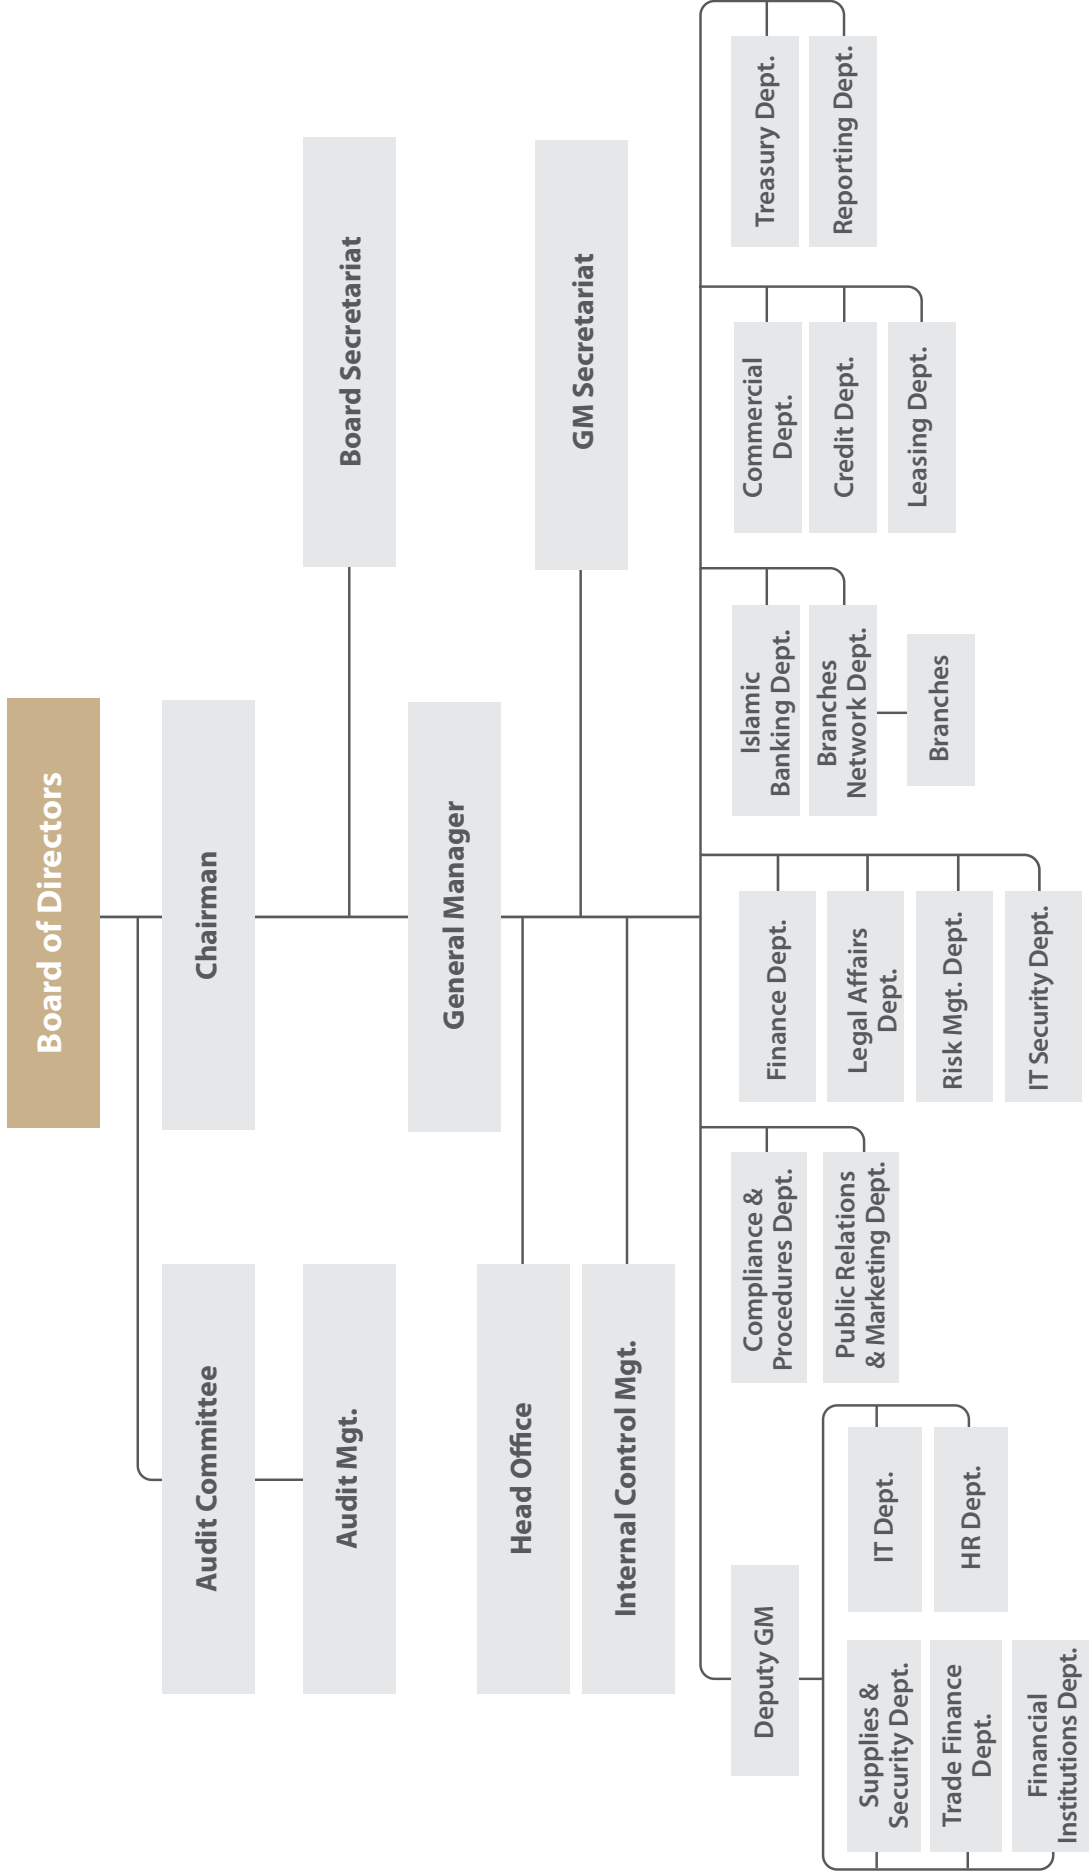 Board of Directors
Audit Committee
Chairman
Audit Mgt.
Board Secretariat
General Manager
Head Office
GM Secretariat
Internal Control Mgt.
Deputy GM
Supplies &
Security Dept.
Trade Finance
Dept.
Financial
Institutions Dept.
IT Dept.
HR Dept.
Compliance &
Procedures Dept.
Public Relations
& Marketing Dept.
Finance Dept.
Legal Affairs
Dept.
Risk Mgt. Dept.
IT Security Dept.
Islamic
Banking Dept.
Branches
Network Dept.
Branches
Commercial
Dept.
Credit Dept.
Leasing Dept.
Treasury Dept.
Reporting Dept.